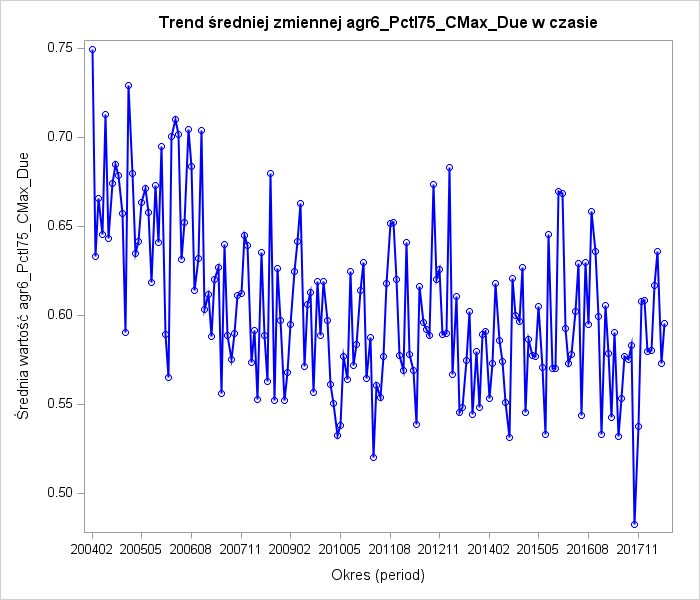 Trend średniej zmiennej agr6_Pctl75_CMax_Due w czasie
Średnia wartość agr6_Pctl75_CMax_Due
0.75
0.70
0.65
0.60
0.55
0.50
200402 200505 200608 200711 200902 201005 201108 201211 201402 201505 201608 201711
Okres (period)